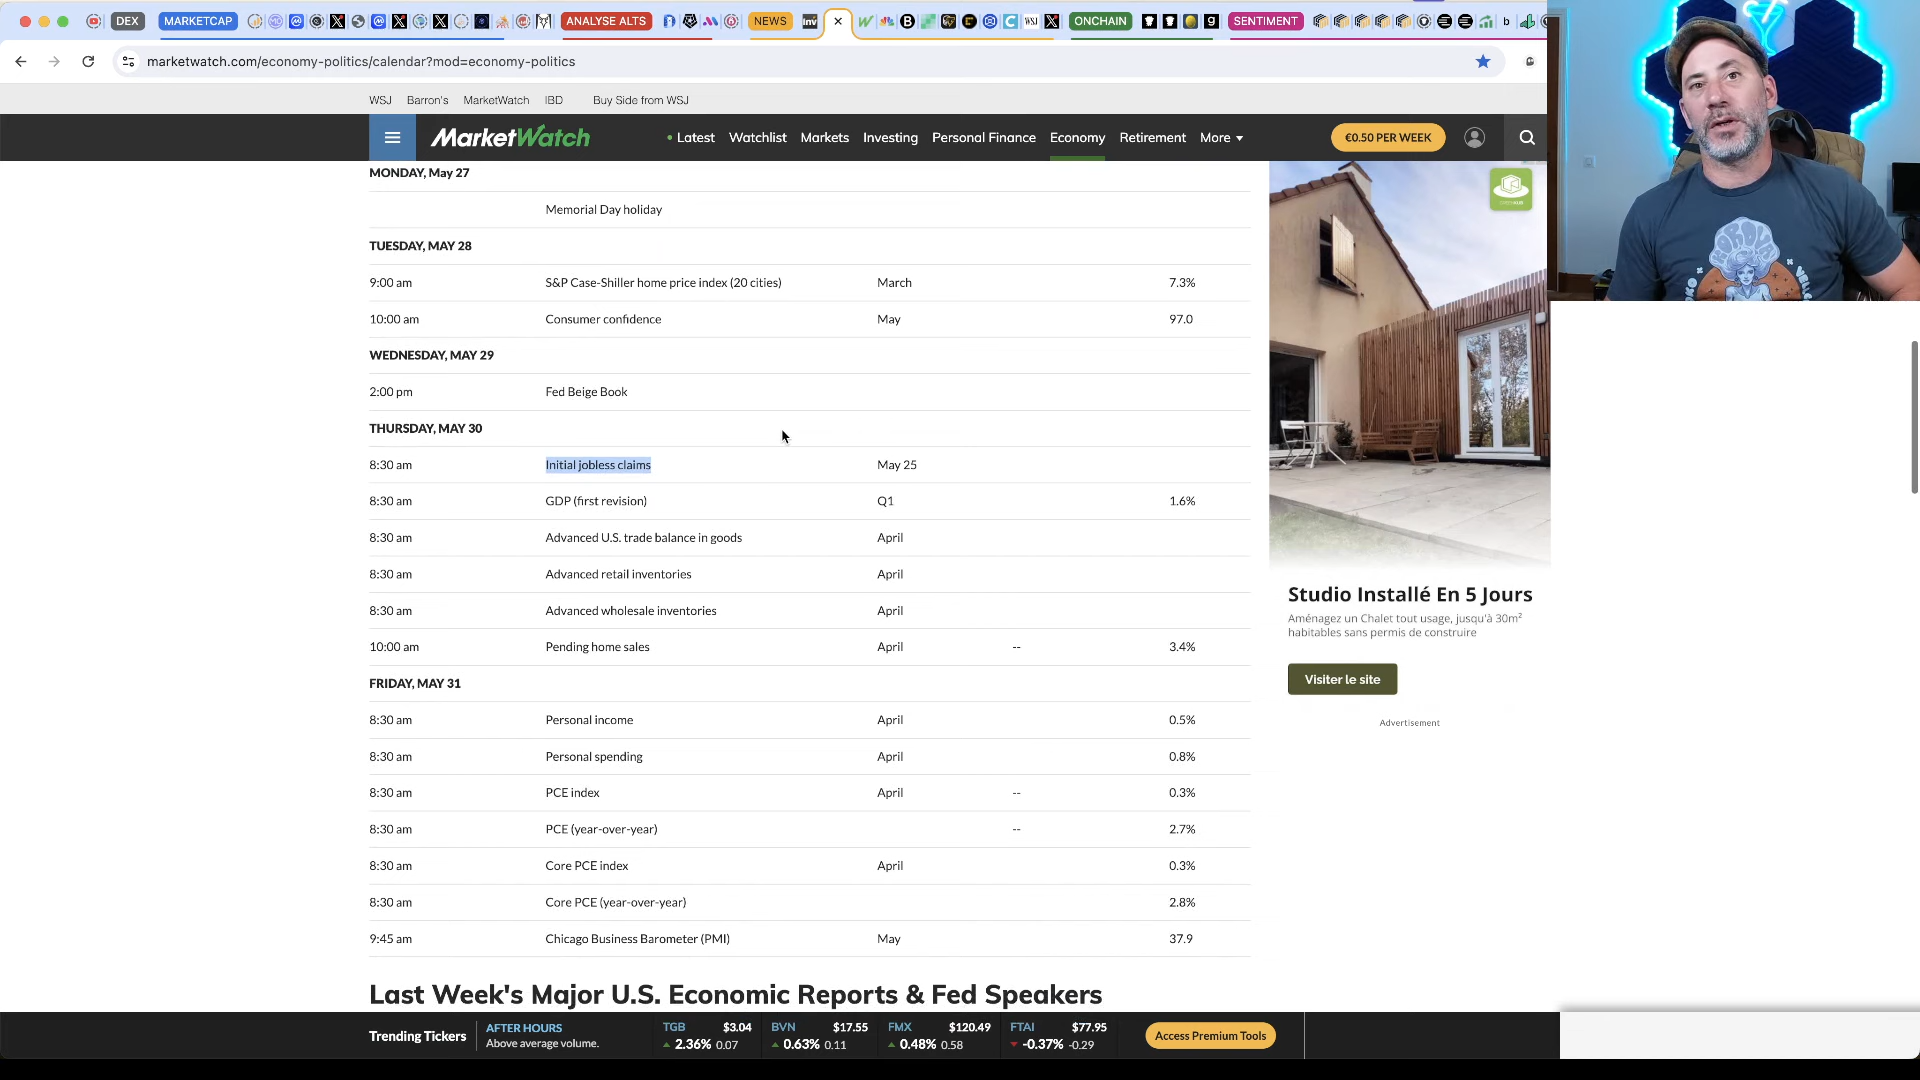 DEX
MARKETCAP
ANALYSE ALTS
NEWS
ONCHAIN
SENTIMENT
marketwatch.com/economy-politics/calendar?mod=economy-politics
WSJ Barron's MarketWatch IBD Buy Side from WSJ
MarketWatch
Latest Watchlist Markets Investing Personal Finance Economy Retirement More
€0.50 PER WEEK
MONDAY, May 27
Memorial Day holiday
TUESDAY, MAY 28
9:00 am S&P Case-Shiller home price index (20 cities) March 7.3%
10:00 am Consumer confidence May 97.0
WEDNESDAY, MAY 29
2:00 pm Fed Beige Book
THURSDAY, MAY 30
8:30 am Initial jobless claims May 25
8:30 am GDP (first revision) Q1 1.6%
8:30 am Advanced U.S. trade balance in goods April
8:30 am Advanced retail inventories April
8:30 am Advanced wholesale inventories April
10:00 am Pending home sales April -- 3.4%
FRIDAY, MAY 31
8:30 am Personal income April 0.5%
8:30 am Personal spending April 0.8%
8:30 am PCE index April -- 0.3%
8:30 am PCE (year-over-year) -- 2.7%
8:30 am Core PCE index April 0.3%
8:30 am Core PCE (year-over-year) 2.8%
9:45 am Chicago Business Barometer (PMI) May 37.9
Last Week's Major U.S. Economic Reports & Fed Speakers
Studio Installé En 5 Jours
Aménagez un Chalet tout usage, jusqu'à 30m²
habitables sans permis de construire
Visiter le site
Advertisement
Trending Tickers
AFTER HOURS
Above average volume.
TGB $3.04
2.36% 0.07
BVN $17.55
0.63% 0.11
FMX $120.49
0.48% 0.58
FTAI $77.95
-0.37% -0.29
Access Premium Tools